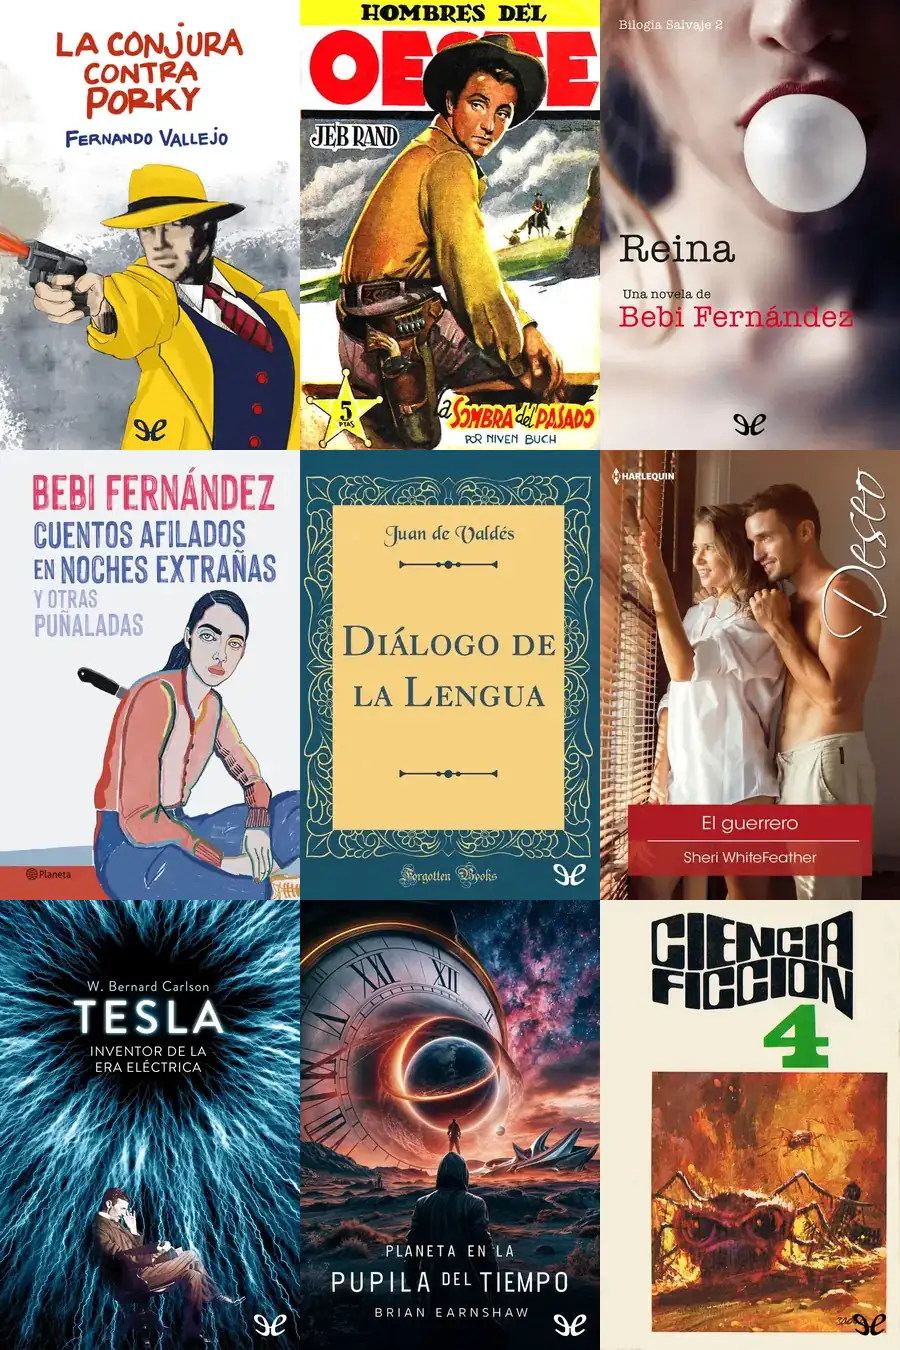 LA CONJURA
CONTRA
PORKY
FERNANDO VALLEJO
HOMBRES DEL
OESTE
JEB RAND
5
PTAS
LA SOMBRA del PASADO
POR NIVEN BUCH
Bilogía Salvaje 2
Reina
Una novela de
Bebi Fernández
BEBI FERNÁNDEZ
CUENTOS AFILADOS
EN NOCHES EXTRAÑAS
Y OTRAS
PUÑALADAS
Planeta
Juan de Valdés
DIÁLOGO DE
LA LENGUA
Forgotten Books
HARLEQUIN
Deseo
El guerrero
Sheri WhiteFeather
W. Bernard Carlson
TESLA
INVENTOR DE LA
ERA ELÉCTRICA
XI
XII
PLANETA EN LA
PUPILA DEL TIEMPO
BRIAN EARNSHAW
CIENCIA
FICCION
4